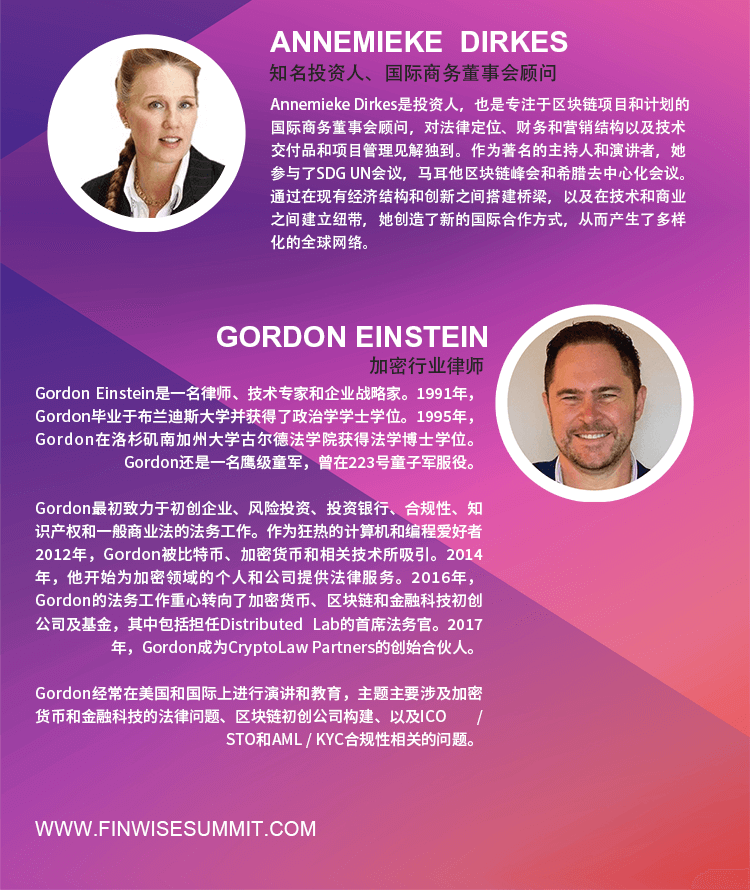 ANNEMIEKE DIRKES
知名投资人、国际商务董事会顾问
Annemieke Dirkes是投资人，也是专注于区块链项目和计划的
国际商务董事会顾问，对法律定位、财务和营销结构以及技术
交付品和项目管理见解独到。作为著名的主持人和演讲者，她
参与了SDG UN会议，马耳他区块链峰会和希腊去中心化会议。
通过在现有经济结构和创新之间搭建桥梁，以及在技术和商业
之间建立纽带，她创造了新的国际合作方式，从而产生了多样
化的全球网络。
GORDON EINSTEIN
加密行业律师
Gordon Einstein是一名律师、技术专家和企业战略家。1991年，
Gordon毕业于布兰迪斯大学并获得了政治学学士学位。1995年，
Gordon在洛杉矶南加州大学古尔德法学院获得法学博士学位。
Gordon还是一名鹰级童军，曾在223号童子军服役。
Gordon最初致力于初创企业、风险投资、投资银行、合规性、知
识产权和一般商业法的法务工作。作为狂热的计算机和编程爱好者
2012年，Gordon被比特币、加密货币和相关技术所吸引。2014
年，他开始为加密领域的个人和公司提供法律服务。2016年，
Gordon的法务工作重心转向了加密货币、区块链和金融科技初创
公司及基金，其中包括担任Distributed Lab的首席法务官。2017
年，Gordon成为CryptoLaw Partners的创始合伙人。
Gordon经常在美国和国际上进行演讲和教育，主题主要涉及加密
货币和金融科技的法律问题、区块链初创公司构建、以及ICO /
STO和AML / KYC合规性相关的问题。
WWW.FINWISESUMMIT.COM